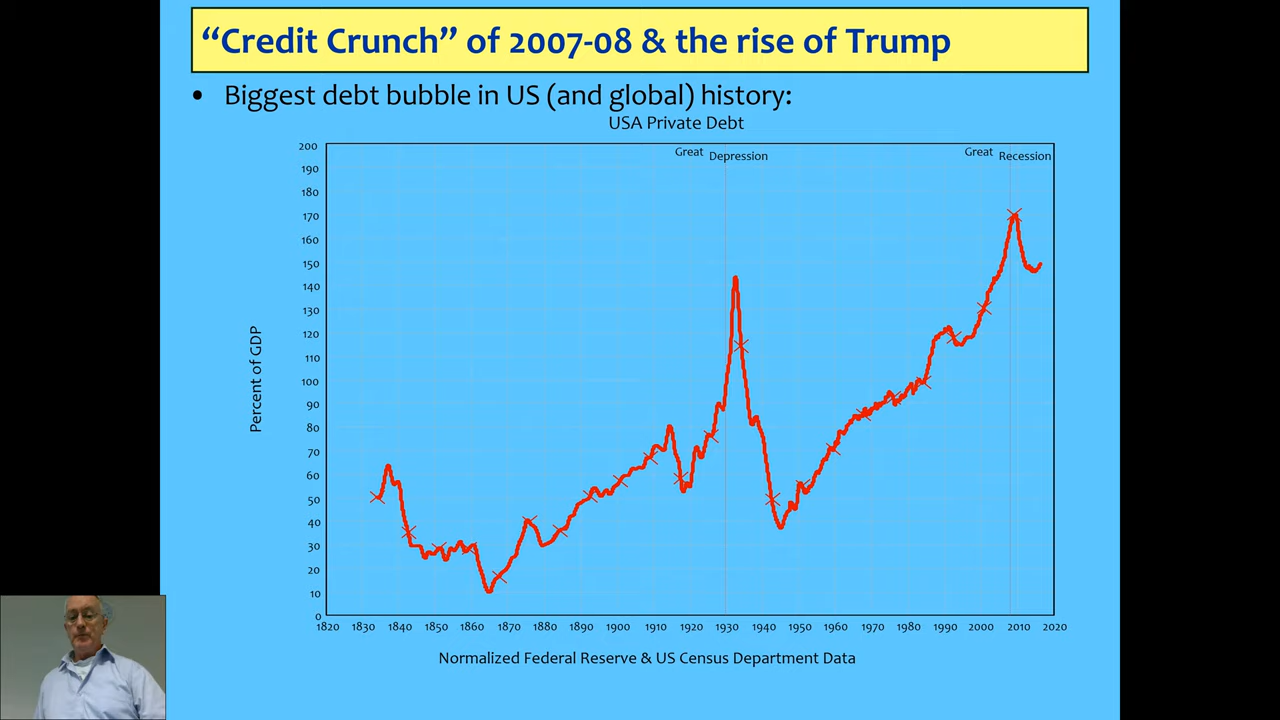 “Credit Crunch” of 2007-08 & the rise of Trump
• Biggest debt bubble in US (and global) history:
USA Private Debt
Great Depression
Great Recession
200
190
180
170
160
150
140
130
120
110
100
90
80
70
60
50
40
30
20
10
0
Percent of GDP
1820 1830 1840 1850 1860 1870 1880 1890 1900 1910 1920 1930 1940 1950 1960 1970 1980 1990 2000 2010 2020
Normalized Federal Reserve & US Census Department Data